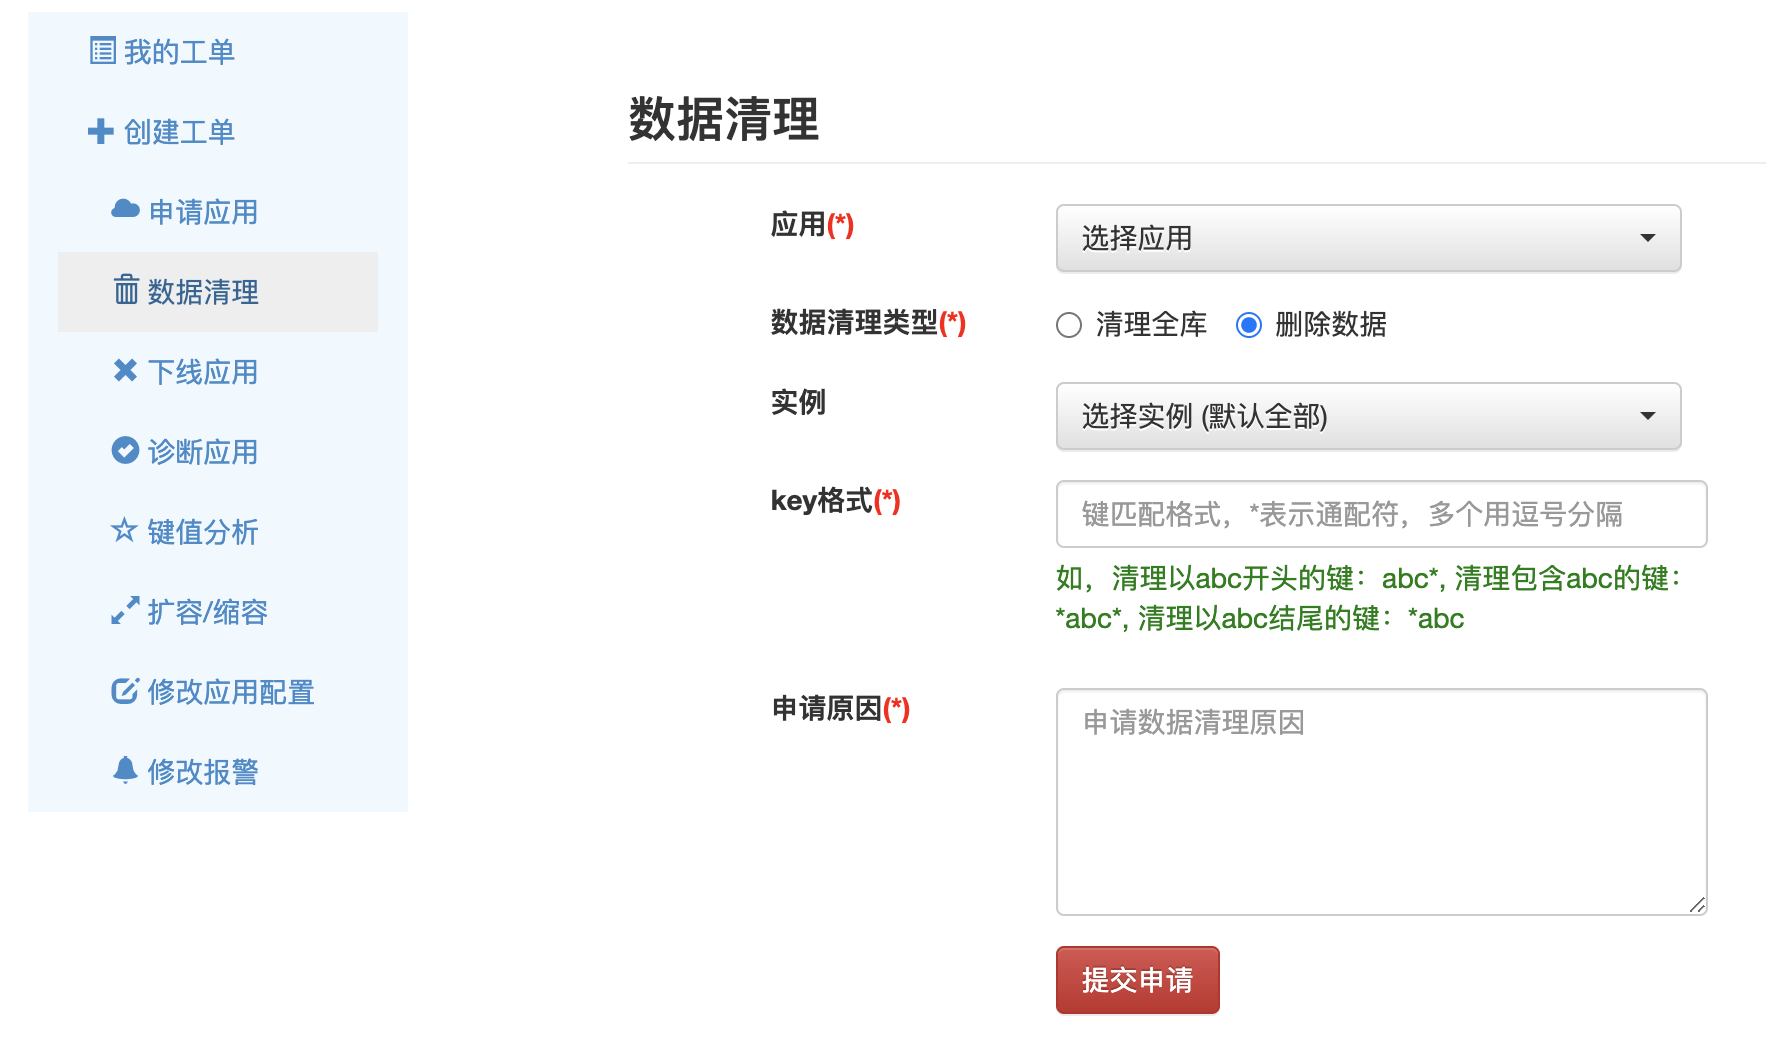 我的工单
创建工单
申请应用
数据清理
下线应用
诊断应用
键值分析
扩容/缩容
修改应用配置
修改报警
数据清理
应用(*)
选择应用
数据清理类型(*)
清理全库 删除数据
实例
选择实例 (默认全部)
key格式(*)
键匹配格式，*表示通配符，多个用逗号分隔
如，清理以abc开头的键：abc*, 清理包含abc的键：
*abc*, 清理以abc结尾的键：*abc
申请原因(*)
申请数据清理原因
提交申请